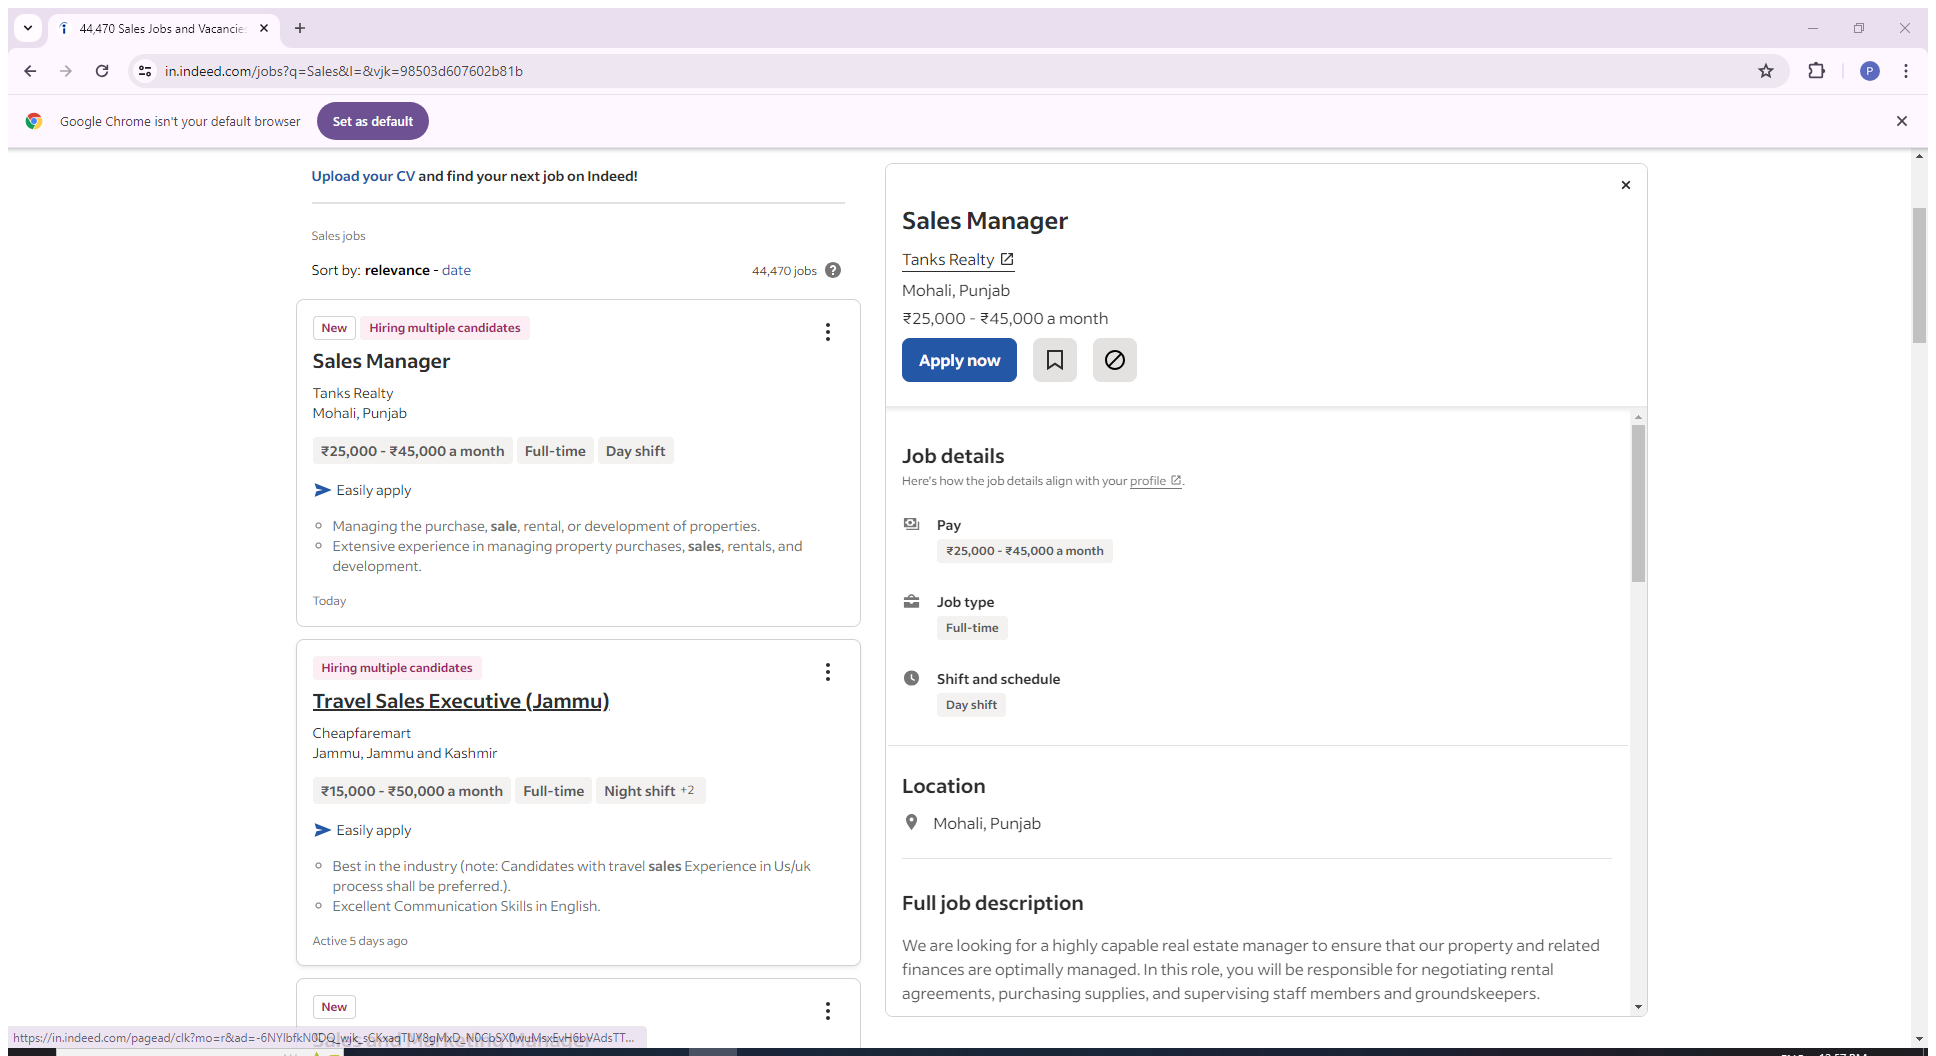 44,470 Sales Jobs and Vacancies
in.indeed.com/jobs?q=Sales&l=&vjk=98503d607602b81b
P
Google Chrome isn't your default browser
Set as default
Upload your CV and find your next job on Indeed!
Sales jobs
Sort by: relevance - date
44,470 jobs ?
New
Hiring multiple candidates
Sales Manager
Tanks Realty
Mohali, Punjab
₹25,000 - ₹45,000 a month
Full-time
Day shift
Easily apply
Managing the purchase, sale, rental, or development of properties.
Extensive experience in managing property purchases, sales, rentals, and
development.
Today
Hiring multiple candidates
Travel Sales Executive (Jammu)
Cheapfaremart
Jammu, Jammu and Kashmir
₹15,000 - ₹50,000 a month
Full-time
Night shift +2
Easily apply
Best in the industry (note: Candidates with travel sales Experience in Us/uk
process shall be preferred.).
Excellent Communication Skills in English.
Active 5 days ago
New
Sales Manager
Tanks Realty
Mohali, Punjab
₹25,000 - ₹45,000 a month
Apply now
Job details
Here's how the job details align with your profile.
Pay
₹25,000 - ₹45,000 a month
Job type
Full-time
Shift and schedule
Day shift
Location
Mohali, Punjab
Full job description
We are looking for a highly capable real estate manager to ensure that our property and related
finances are optimally managed. In this role, you will be responsible for negotiating rental
agreements, purchasing supplies, and supervising staff members and groundskeepers.